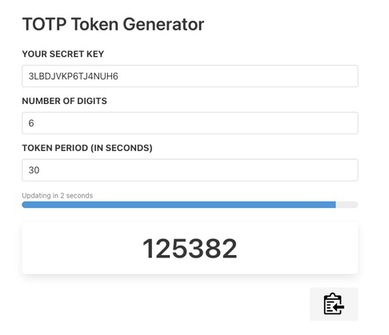 TOTP Token Generator
YOUR SECRET KEY
3LBDJVKP6TJ4NUH6
NUMBER OF DIGITS
6
TOKEN PERIOD (IN SECONDS)
30
Updating in 2 seconds
125382